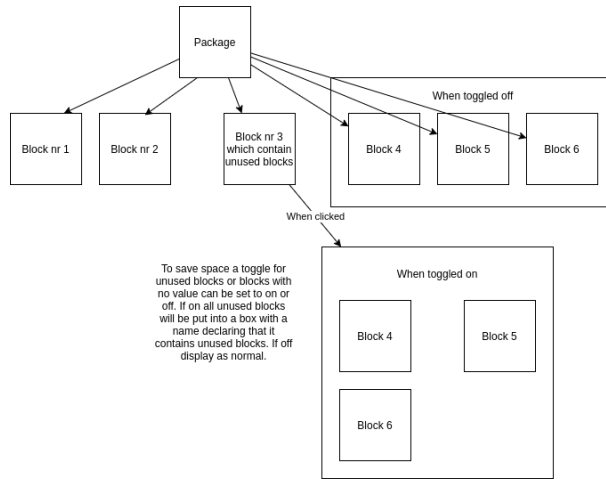 Package
When toggled off
Block nr 1
Block nr 2
Block nr 3
which contain
unused blocks
Block 4
Block 5
Block 6
When clicked
To save space a toggle for
unused blocks or blocks with
no value can be set to on or
off. If on all unused blocks
will be put into a box with a
name declaring that it
contains unused blocks. If off
display as normal.
When toggled on
Block 4
Block 5
Block 6